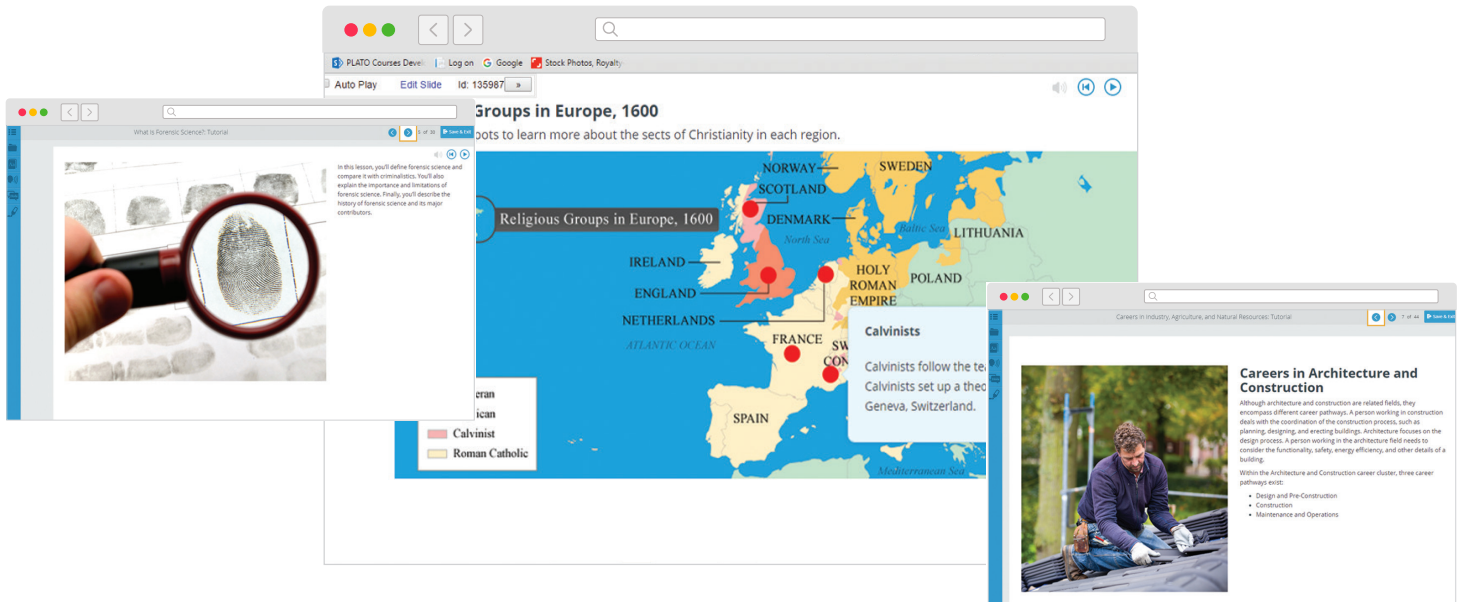 PLATO Courses Devel
Log on
Google
Stock Photos, Royalty
Auto Play
Edit Slide
Id: 135987
»
Groups in Europe, 1600
pots to learn more about the sects of Christianity in each region.
NORWAY
SWEDEN
SCOTLAND
Religious Groups in Europe, 1600
DENMARK
Baltic Sea
LITHUANIA
North Sea
IRELAND
HOLY
ROMAN
EMPIRE
POLAND
ENGLAND
NETHERLANDS
ATLANTIC OCEAN
FRANCE
SW
CON
SPAIN
Mediterranean Sea
Calvinists
Calvinists follow the tea
Calvinists set up a theo
Geneva, Switzerland.
eran
ican
Calvinist
Roman Catholic
What is Forensic Science?: Tutorial
of 30
Save & Exit
In this lesson, you'll define forensic science and
compare it with criminalistics. You'll also
explain the importance and limitations of
forensic science. Finally, you'll describe the
history of forensic science and its major
contributors.
Careers in Industry, Agriculture, and Natural Resources: Tutorial
7 of 44
Save & Exit
Careers in Architecture and
Construction
Although architecture and construction are related fields, they
encompass different career pathways. A person working in construction
deals with the coordination of the construction process, such as
planning, designing, and erecting buildings. Architecture focuses on the
design process. A person working in the architecture field needs to
consider the functionality, safety, energy efficiency, and other details of a
building.
Within the Architecture and Construction career cluster, three career
pathways exist:
• Design and Pre-Construction
• Construction
• Maintenance and Operations